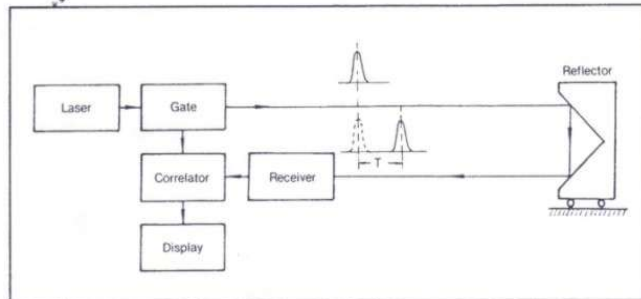 Reflector
Laser
Gate
T
Correlator
Receiver
Display